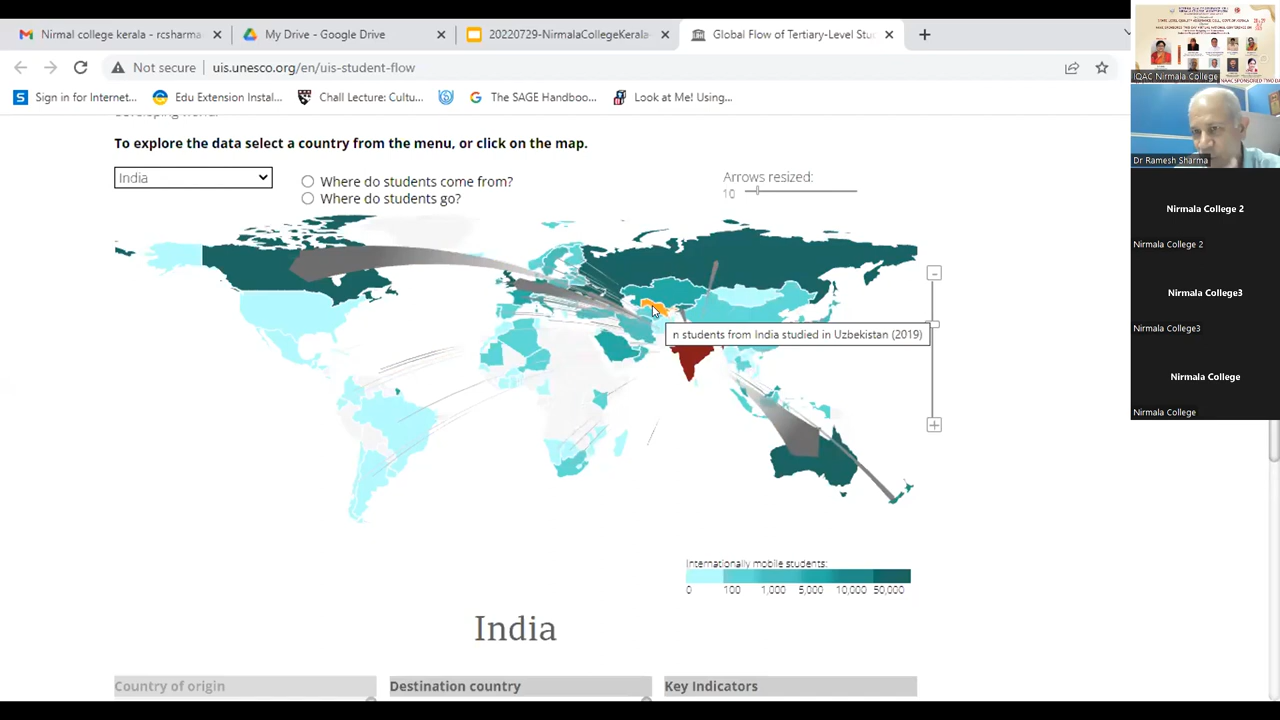 Nirmal college kerala - rcsharma
My Drive - Google Drive
Global Flow of Tertiary-Level Stu
Not secure
uis.unesco.org/en/uis-student-flow
Sign in for Internet...
Edu Extension Instal...
Chall Lecture: Cultu...
The SAGE Handboo...
Look at Me! Using...
To explore the data select a country from the menu, or click on the map.
India
Where do students come from?
Where do students go?
Arrows resized:
10
n students from India studied in Uzbekistan (2019)
Internationally mobile students:
0 100 1,000 5,000 10,000 50,000
India
Country of origin
Destination country
Key Indicators
IQAC Nirmala College
Dr Ramesh Sharma
Nirmala College 2
Nirmala College 2
Nirmala College3
Nirmala College3
Nirmala College
Nirmala College